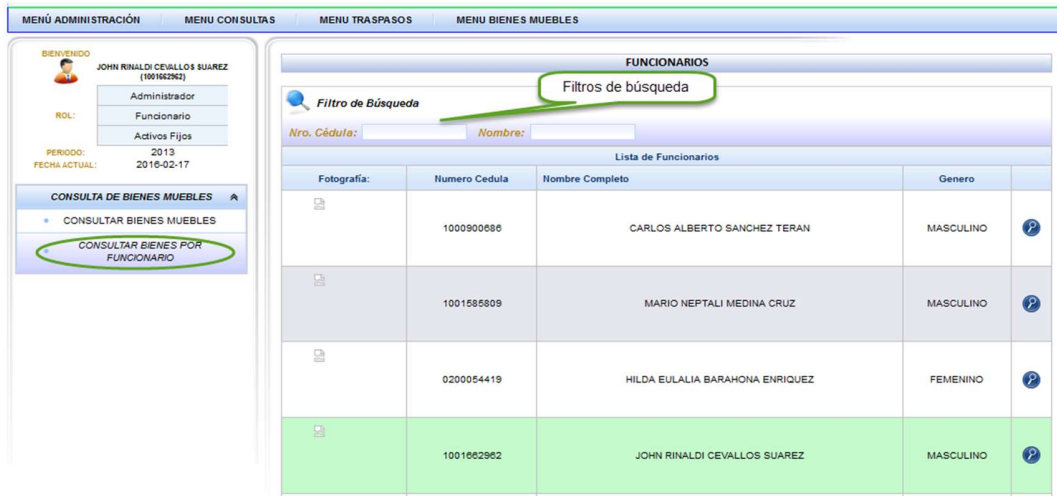 MENÚ ADMINISTRACIÓN MENU CONSULTAS MENU TRASPASOS MENU BIENES MUEBLES
BIENVENIDO
JOHN RINALDI CEVALLOS SUAREZ
(1001662962)
ROL:
Administrador
Funcionario
Activos Fijos
PERIODO: 2013
FECHA ACTUAL: 2016-02-17
CONSULTA DE BIENES MUEBLES
CONSULTAR BIENES MUEBLES
CONSULTAR BIENES POR
FUNCIONARIO
FUNCIONARIOS
Filtros de búsqueda
Filtro de Búsqueda
Nro. Cédula: Nombre:
Lista de Funcionarios
Fotografía: Numero Cedula Nombre Completo Genero
1000900686 CARLOS ALBERTO SANCHEZ TERAN MASCULINO
1001585809 MARIO NEPTALI MEDINA CRUZ MASCULINO
0200054419 HILDA EULALIA BARAHONA ENRIQUEZ FEMENINO
1001662962 JOHN RINALDI CEVALLOS SUAREZ MASCULINO